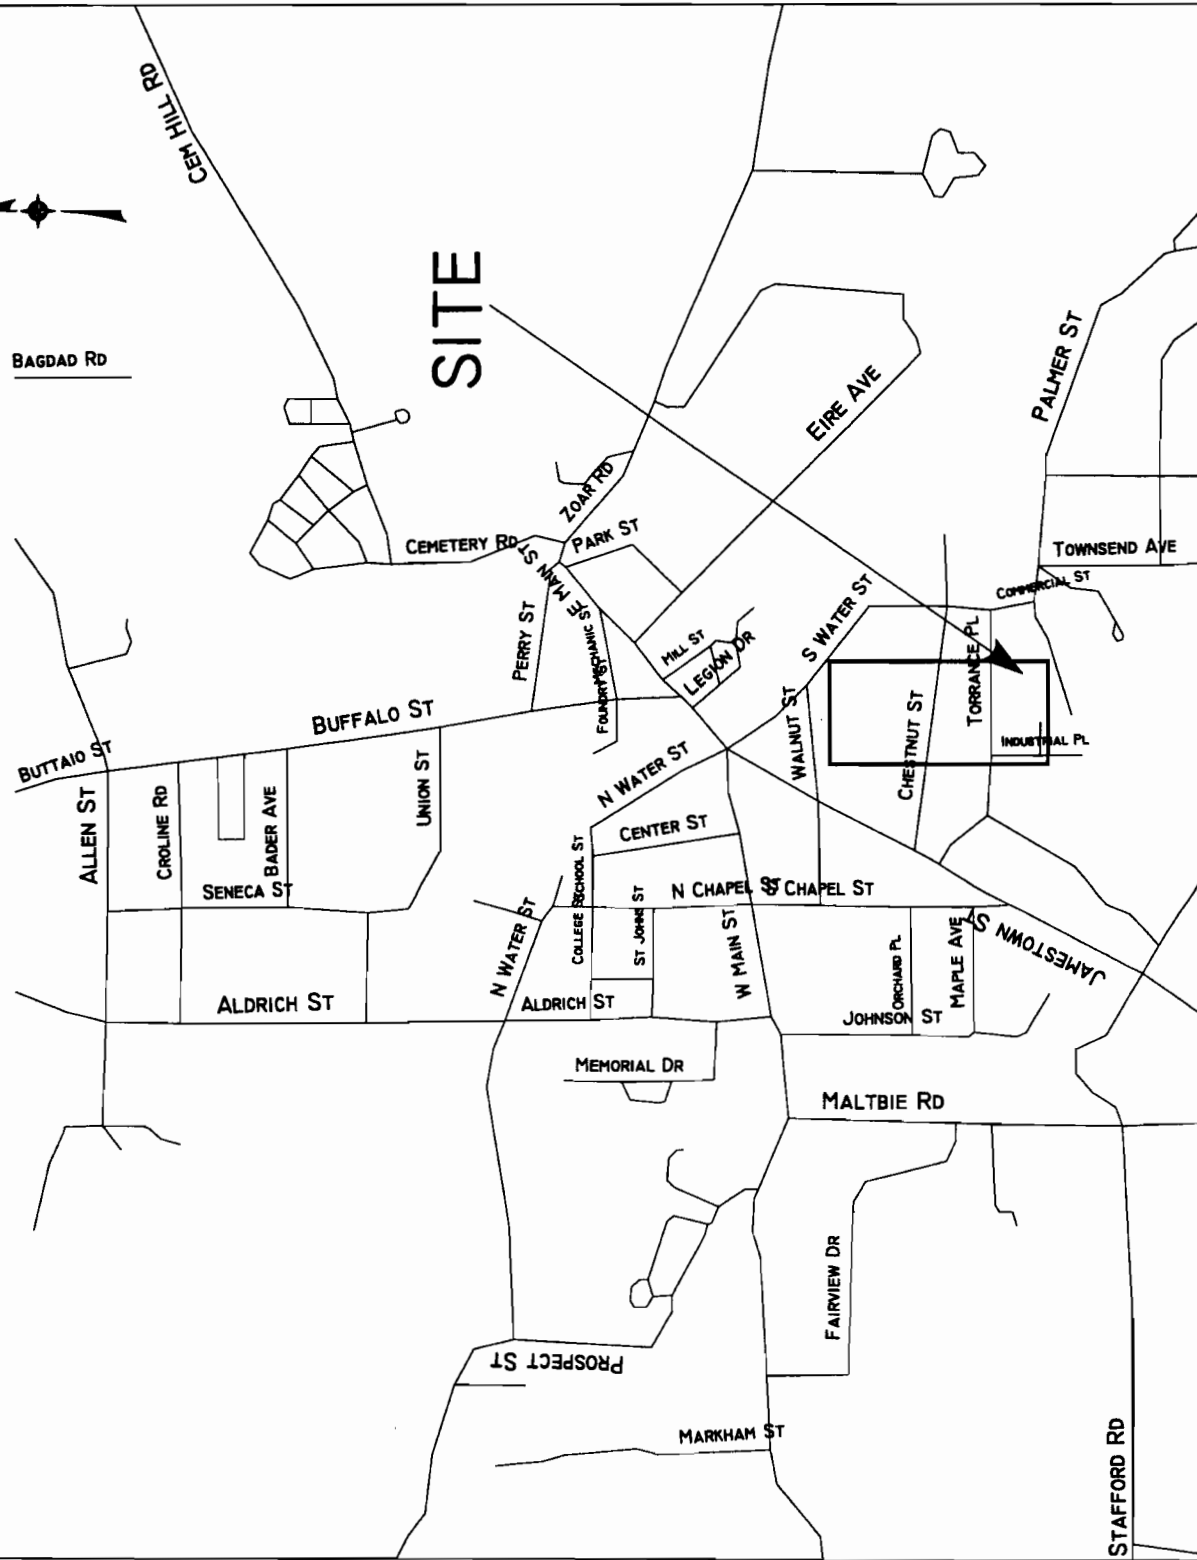 CEM HILL RD
SITE
BAGDAD RD
PALMER ST
EIRE AVE
ZOAR RD
CEMETERY RD
PARK ST
E MAIN ST
TOWNSEND AVE
COMMERCIAL ST
PERRY ST
MECHANIC ST
FOUNDRY ST
MILL ST
LEGION DR
S WATER ST
TORRANCE PL
BUFFALO ST
BUTTAIO ST
WALNUT ST
CHESTNUT ST
INDUSTRIAL PL
N WATER ST
ALLEN ST
CROLINE RD
BADER AVE
UNION ST
CENTER ST
SCHOOL ST
SENECA ST
N CHAPEL ST
S CHAPEL ST
COLLEGE ST
ST JOHNS ST
N WATER ST
W MAIN ST
ORCHARD PL
MAPLE AVE
JAMESTOWN ST
ALDRICH ST
ALDRICH ST
JOHNSON ST
MEMORIAL DR
MALTBIE RD
FAIRVIEW DR
PROSPECT ST
MARKHAM ST
STAFFORD RD